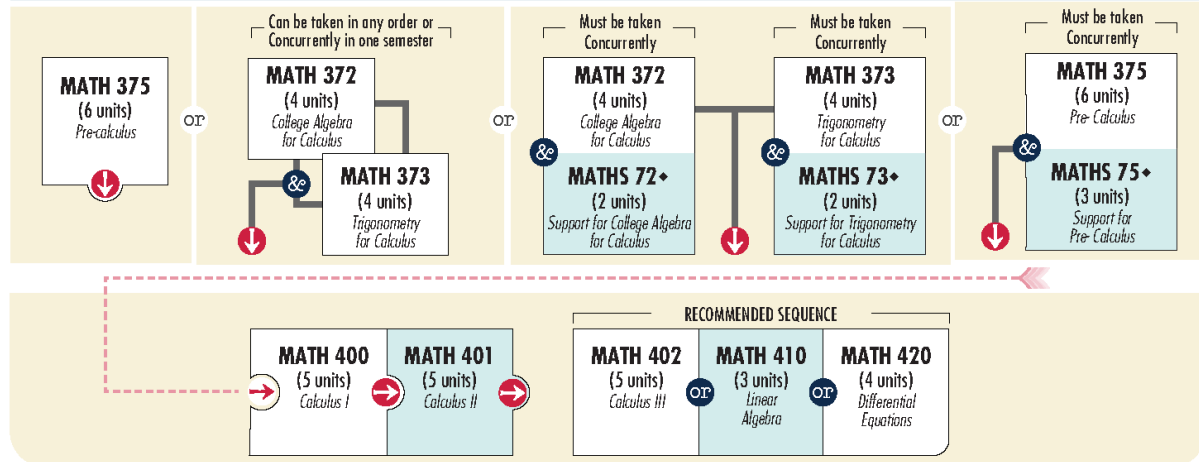 MATH 375
(6 units)
Pre-calculus
or
Can be taken in any order or
Concurrently in one semester
MATH 372
(4 units)
College Algebra
for Calculus
&
MATH 373
(4 units)
Trigonometry
for Calculus
or
Must be taken
Concurrently
MATH 372
(4 units)
College Algebra
for Calculus
&
MATHS 72◆
(2 units)
Support for College Algebra
for Calculus
Must be taken
Concurrently
MATH 373
(4 units)
Trigonometry
for Calculus
&
MATHS 73◆
(2 units)
Support for Trigonometry
for Calculus
or
Must be taken
Concurrently
MATH 375
(6 units)
Pre- Calculus
&
MATHS 75◆
(3 units)
Support for
Pre- Calculus
MATH 400
(5 units)
Calculus I
MATH 401
(5 units)
Calculus II
RECOMMENDED SEQUENCE
MATH 402
(5 units)
Calculus III
or
MATH 410
(3 units)
Linear
Algebra
or
MATH 420
(4 units)
Differential
Equations